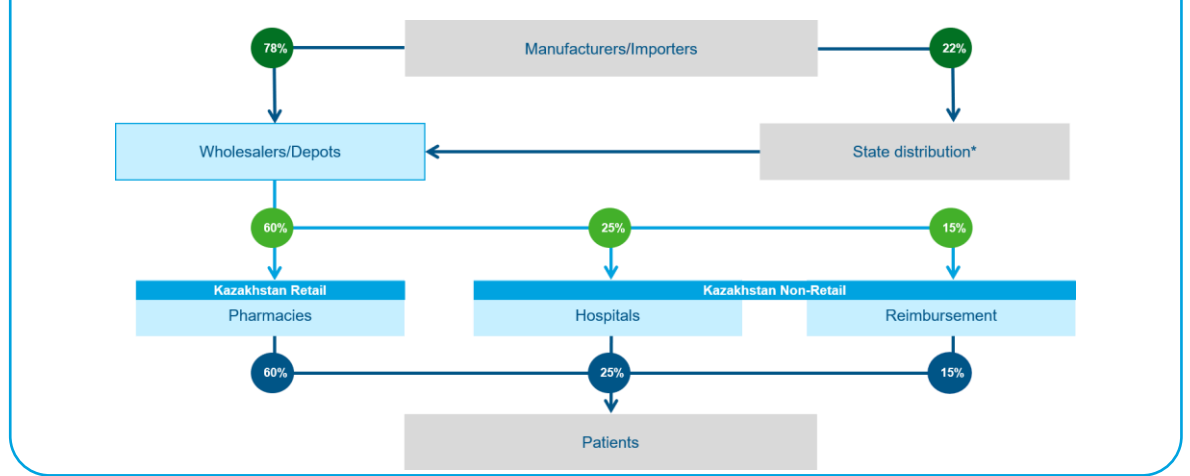 78%
Manufacturers/Importers
22%
Wholesalers/Depots
State distribution*
60%
25%
15%
Kazakhstan Retail
Kazakhstan Non-Retail
Pharmacies
Hospitals
Reimbursement
60%
25%
15%
Patients